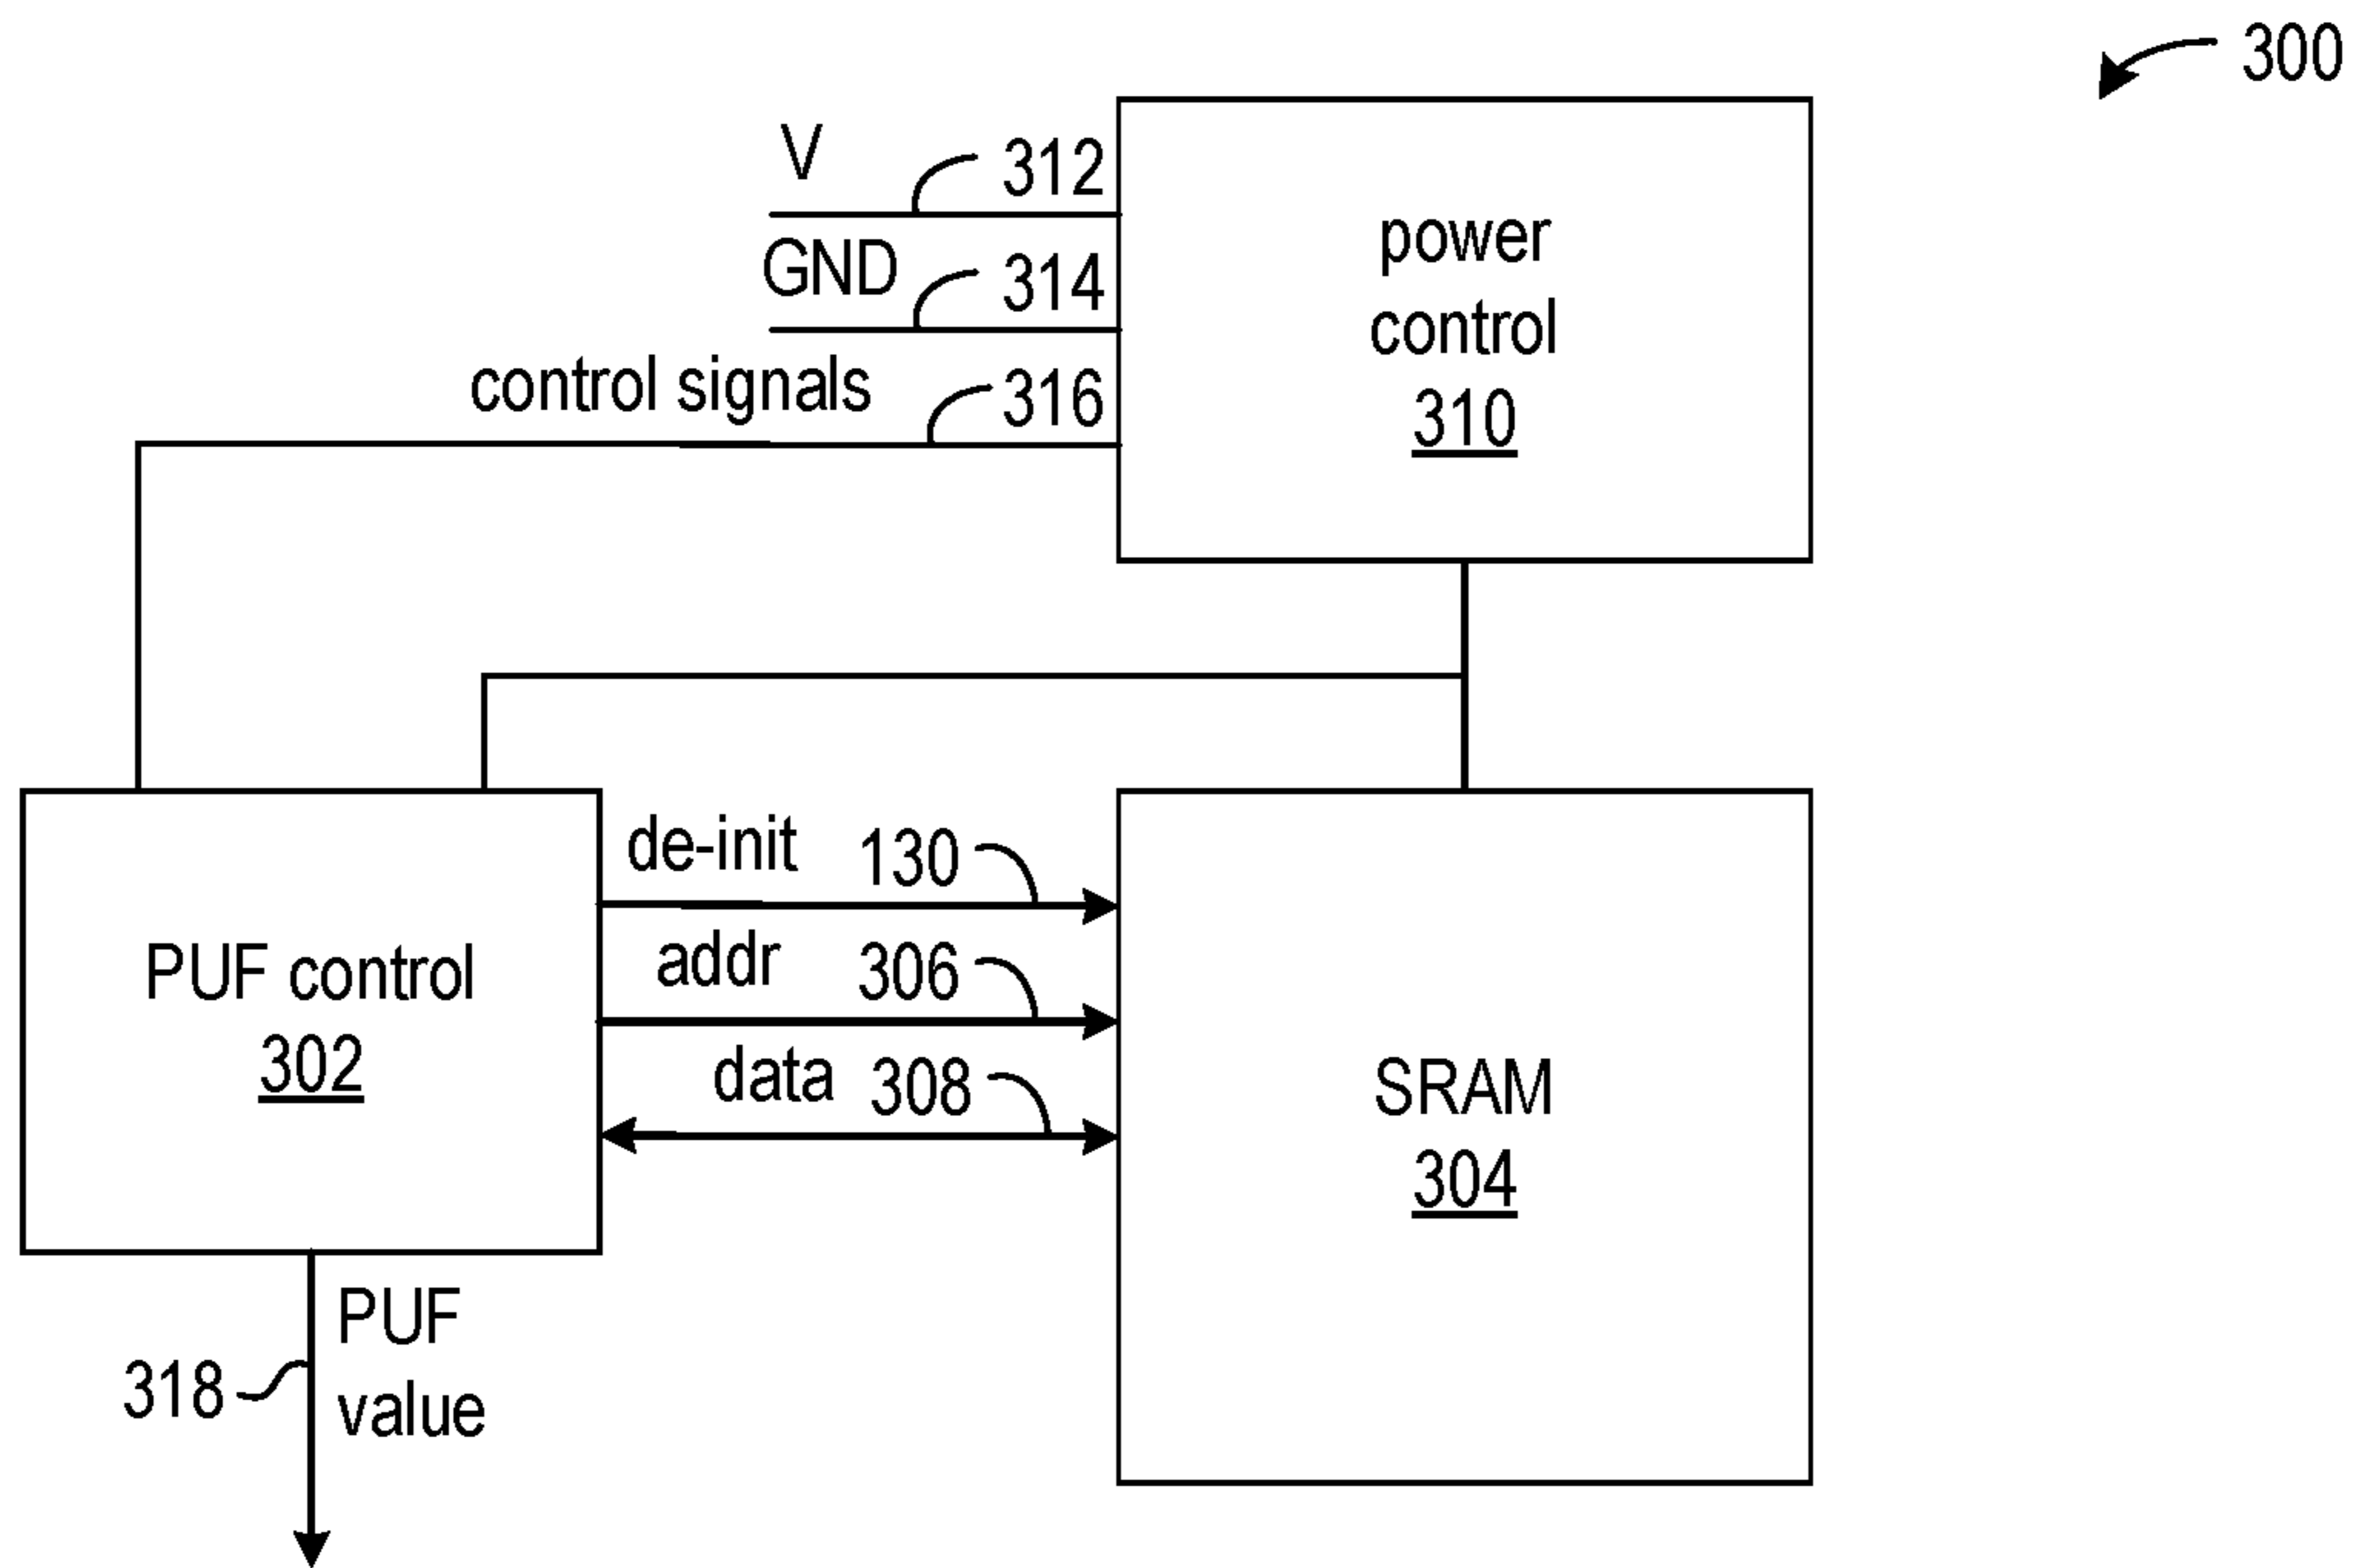 300
V
312
GND
314
control signals
316
power
control
310
de-init
130
addr
306
data
308
PUF control
302
SRAM
304
PUF
value
318